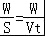 W/S = W/Vt